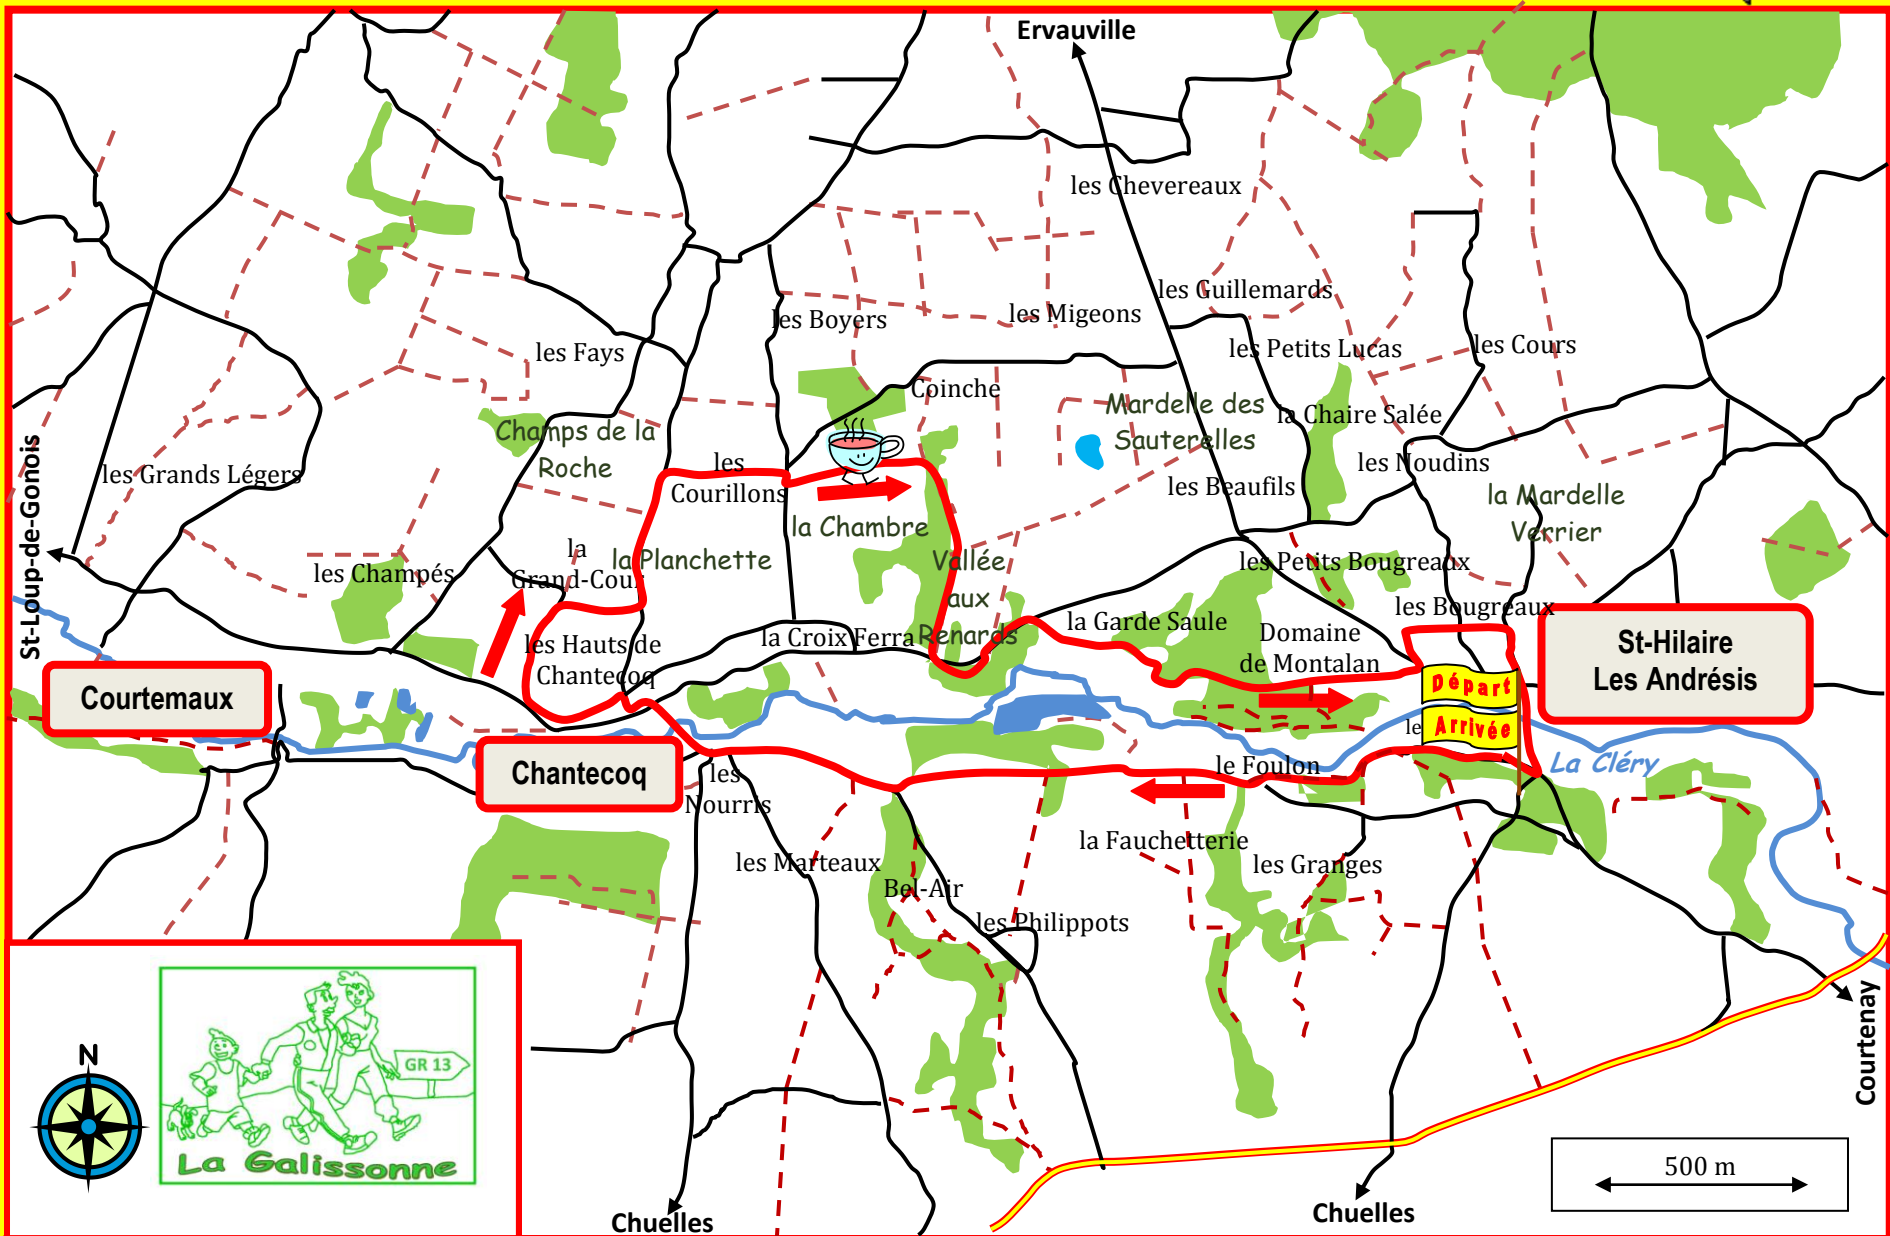 Ervauville
les Chevereaux
les Guillemards
les Boyers
les Migeons
les Fays
les Petits Lucas
les Cours
Coinche
Mardelle des
Sauterelles
la Chaire Salée
Champs de la
Roche
les Grands Légers
les
Courillons
les Noudins
les Beaufils
la Mardelle
Verrier
St-Loup-de-Gonois
la Chambre
la
Grand-Cour
la Planchette
les Champés
Vallée
aux
Renards
les Petits Bougreaux
les Bougreaux
la Garde Saule
la Croix Ferra
les Hauts de
Chantecoq
Domaine
de Montalan
St-Hilaire
Les Andrésis
Courtemaux
Départ
Arrivée
le
La Cléry
Chantecoq
les
Nourris
le Foulon
la Fauchetterie
les Marteaux
les Granges
Bel-Air
les Philippots
Courtenay
N
GR 13
La Galissonne
500 m
Chuelles
Chuelles